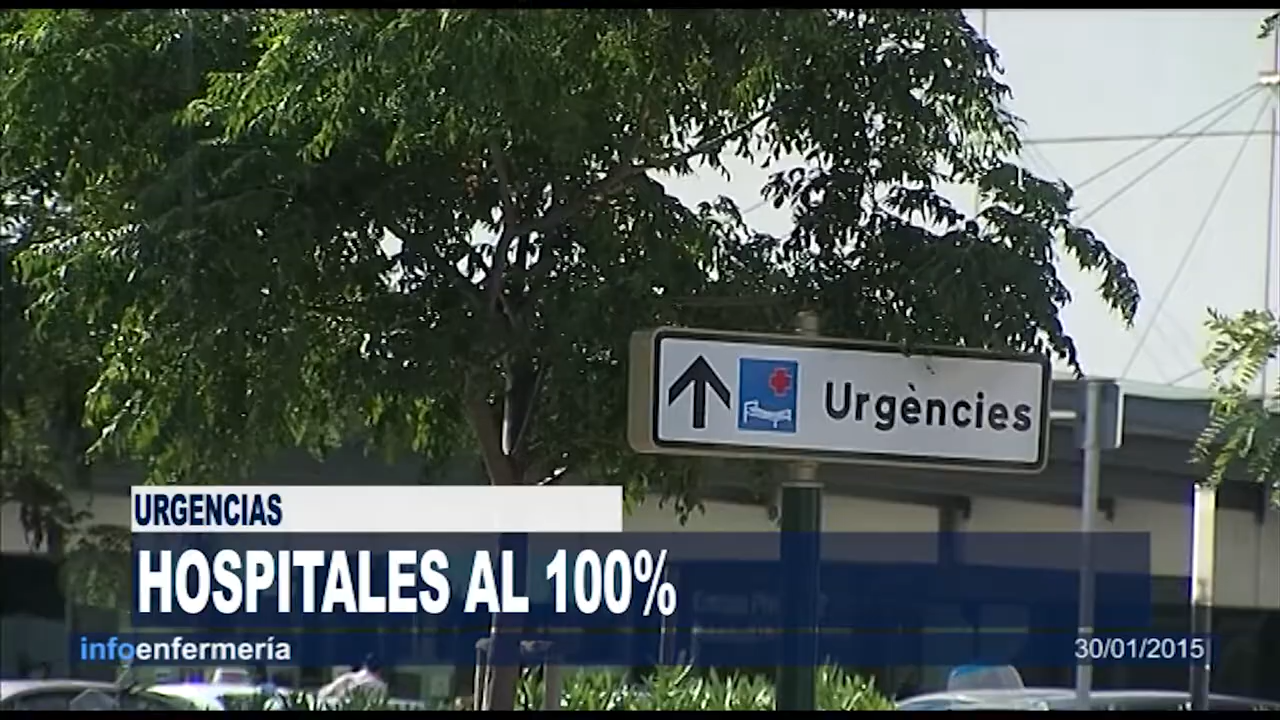 Urgències
URGENCIAS
HOSPITALES AL 100%
infoenfermería
30/01/2015